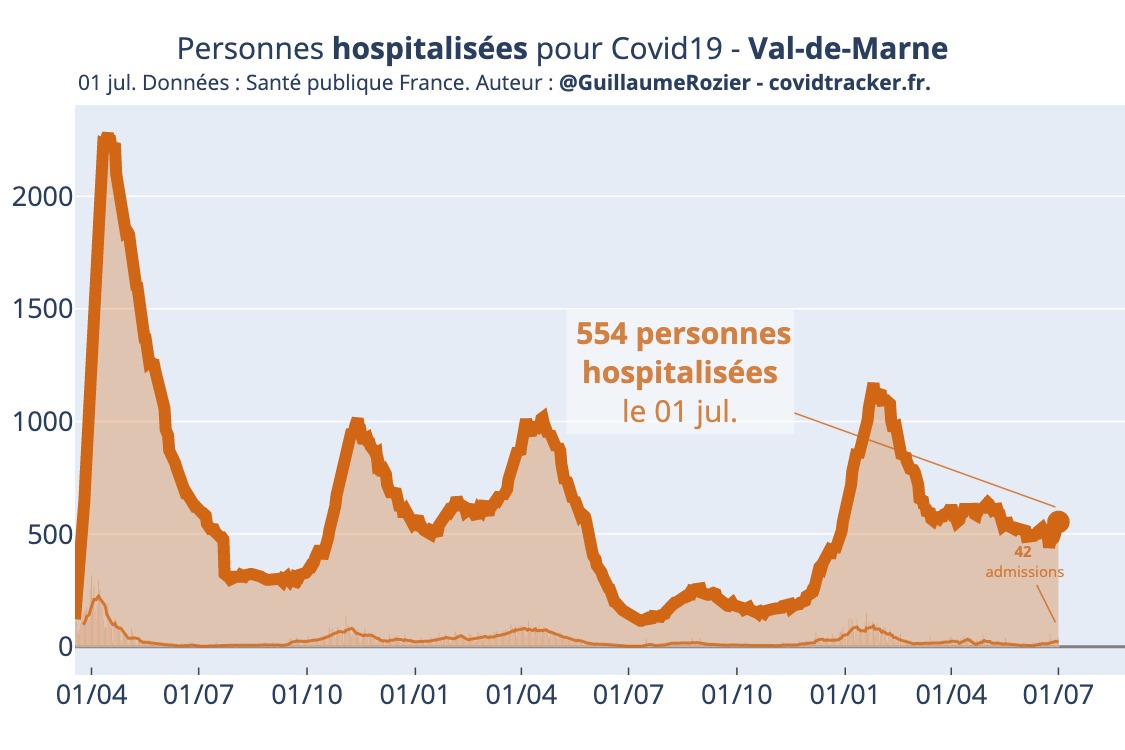 Personnes hospitalisées pour Covid19 - Val-de-Marne
01 jul. Données : Santé publique France. Auteur : @GuillaumeRozier - covidtracker.fr.
2000
1500
554 personnes
hospitalisées
le 01 jul.
1000
500
42
admissions
0
01/04 01/07 01/10 01/01 01/04 01/07 01/10 01/01 01/04 01/07